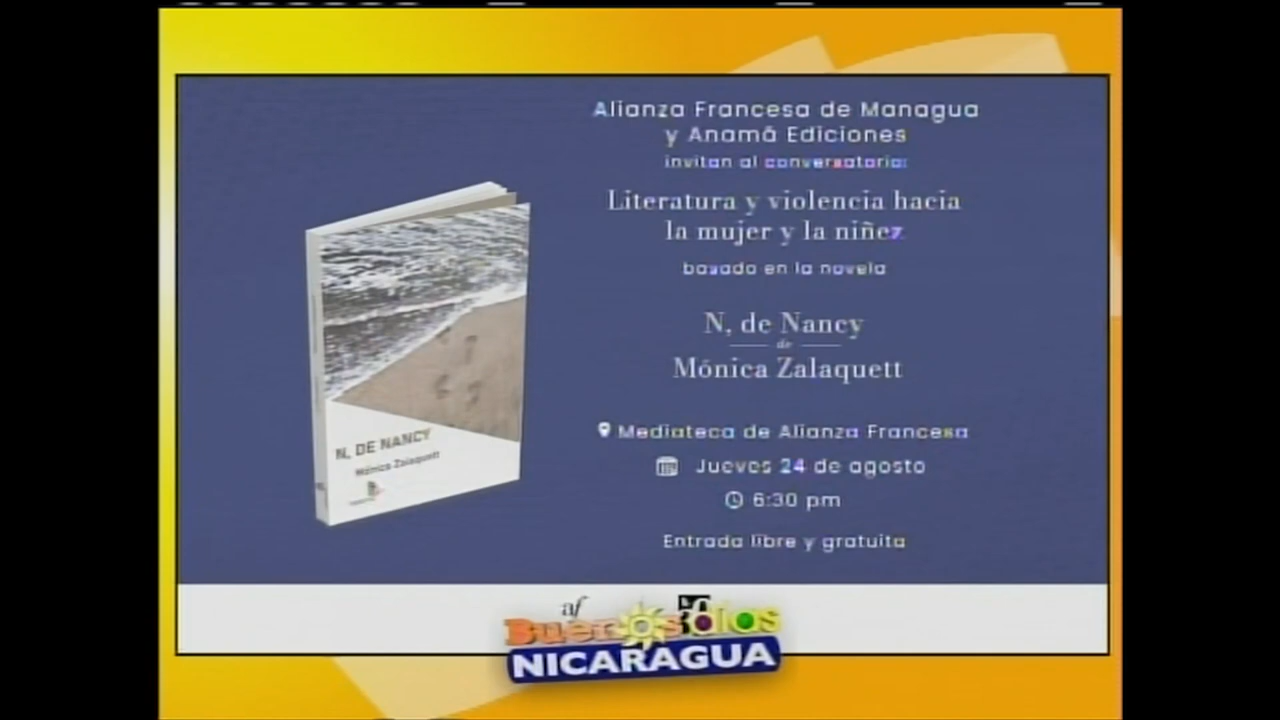 Alianza Francesa de Managua
y Anamá Ediciones
invitan al conversatorio:
Literatura y violencia hacia
la mujer y la niñez
basado en la novela
N, de Nancy
de
Mónica Zalaquett
Mediateca de Alianza Francesa
Jueves 24 de agosto
6:30 pm
Entrada libre y gratuita
N, DE NANCY
Mónica Zalaquett
af
Buenos días
NICARAGUA